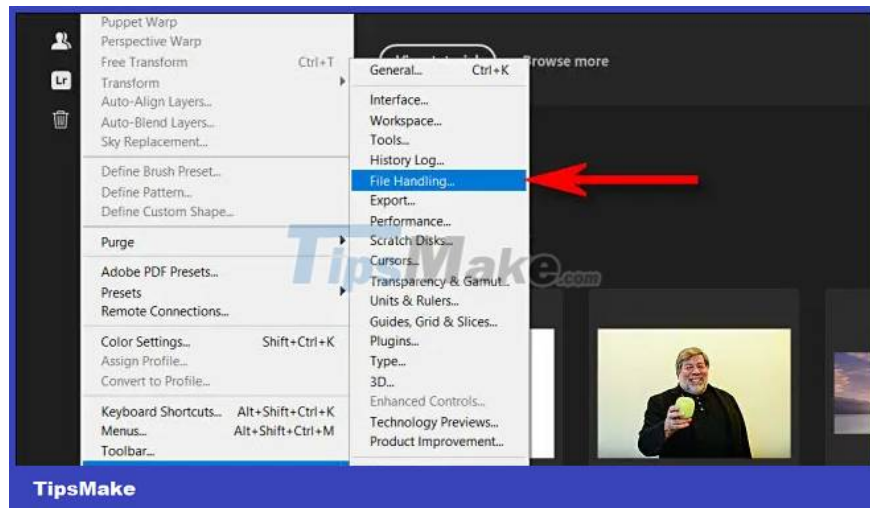 Puppet Warp
Perspective Warp
Free Transform Ctrl+T
Transform
Auto-Align Layers...
Auto-Blend Layers...
Sky Replacement...
Define Brush Preset...
Define Pattern...
Define Custom Shape...
Purge
Adobe PDF Presets...
Presets
Remote Connections...
Color Settings... Shift+Ctrl+K
Assign Profile...
Convert to Profile...
Keyboard Shortcuts... Alt+Shift+Ctrl+K
Menus... Alt+Shift+Ctrl+M
Toolbar...
Lr
Browse more
General... Ctrl+K
Interface...
Workspace...
Tools...
History Log...
File Handling...
Export...
Performance...
Scratch Disks...
Cursors...
Transparency & Gamut...
Units & Rulers...
Guides, Grid & Slices...
Plugins...
Type...
3D...
Enhanced Controls...
Technology Previews...
Product Improvement...
TipsMake.com
TipsMake